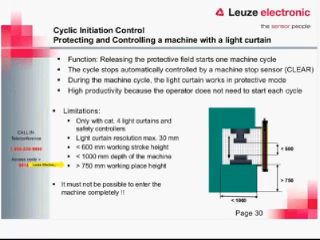 Leuze electronic
the sensor people
Cyclic Initiation Control
Protecting and Controlling a machine with a light curtain
Function: Releasing the protective field starts one machine cycle
The cycle stops automatically controlled by a machine stop sensor (CLEAR)
During the machine cycle, the light curtain works in protective mode
High productivity because the operator does not need to start each cycle
Limitations:
Only with cat. 4 light curtains and
safety controllers
Light curtain resolution max. 30 mm
< 600 mm working stroke height
< 1000 mm depth of the machine
> 750 mm working place height
It must not be possible to enter the
machine completely !!
CALL IN
Teleconference
Access code =
< 600
> 750
< 1000
Page 30